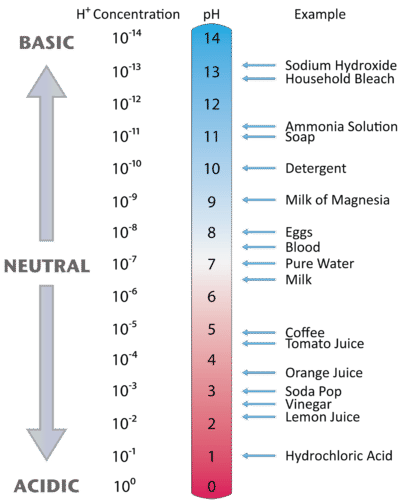 H⁺ Concentration pH Example
BASIC 10⁻¹⁴ 14
10⁻¹³ 13 Sodium Hydroxide
Household Bleach
10⁻¹² 12
Ammonia Solution
10⁻¹¹ 11 Soap
10⁻¹⁰ 10 Detergent
10⁻⁹ 9 Milk of Magnesia
10⁻⁸ 8 Eggs
Blood
NEUTRAL 10⁻⁷ 7 Pure Water
Milk
10⁻⁶ 6
10⁻⁵ 5 Coffee
Tomato Juice
10⁻⁴ 4
Orange Juice
10⁻³ 3 Soda Pop
Vinegar
10⁻² 2 Lemon Juice
10⁻¹ 1 Hydrochloric Acid
ACIDIC 10⁰ 0